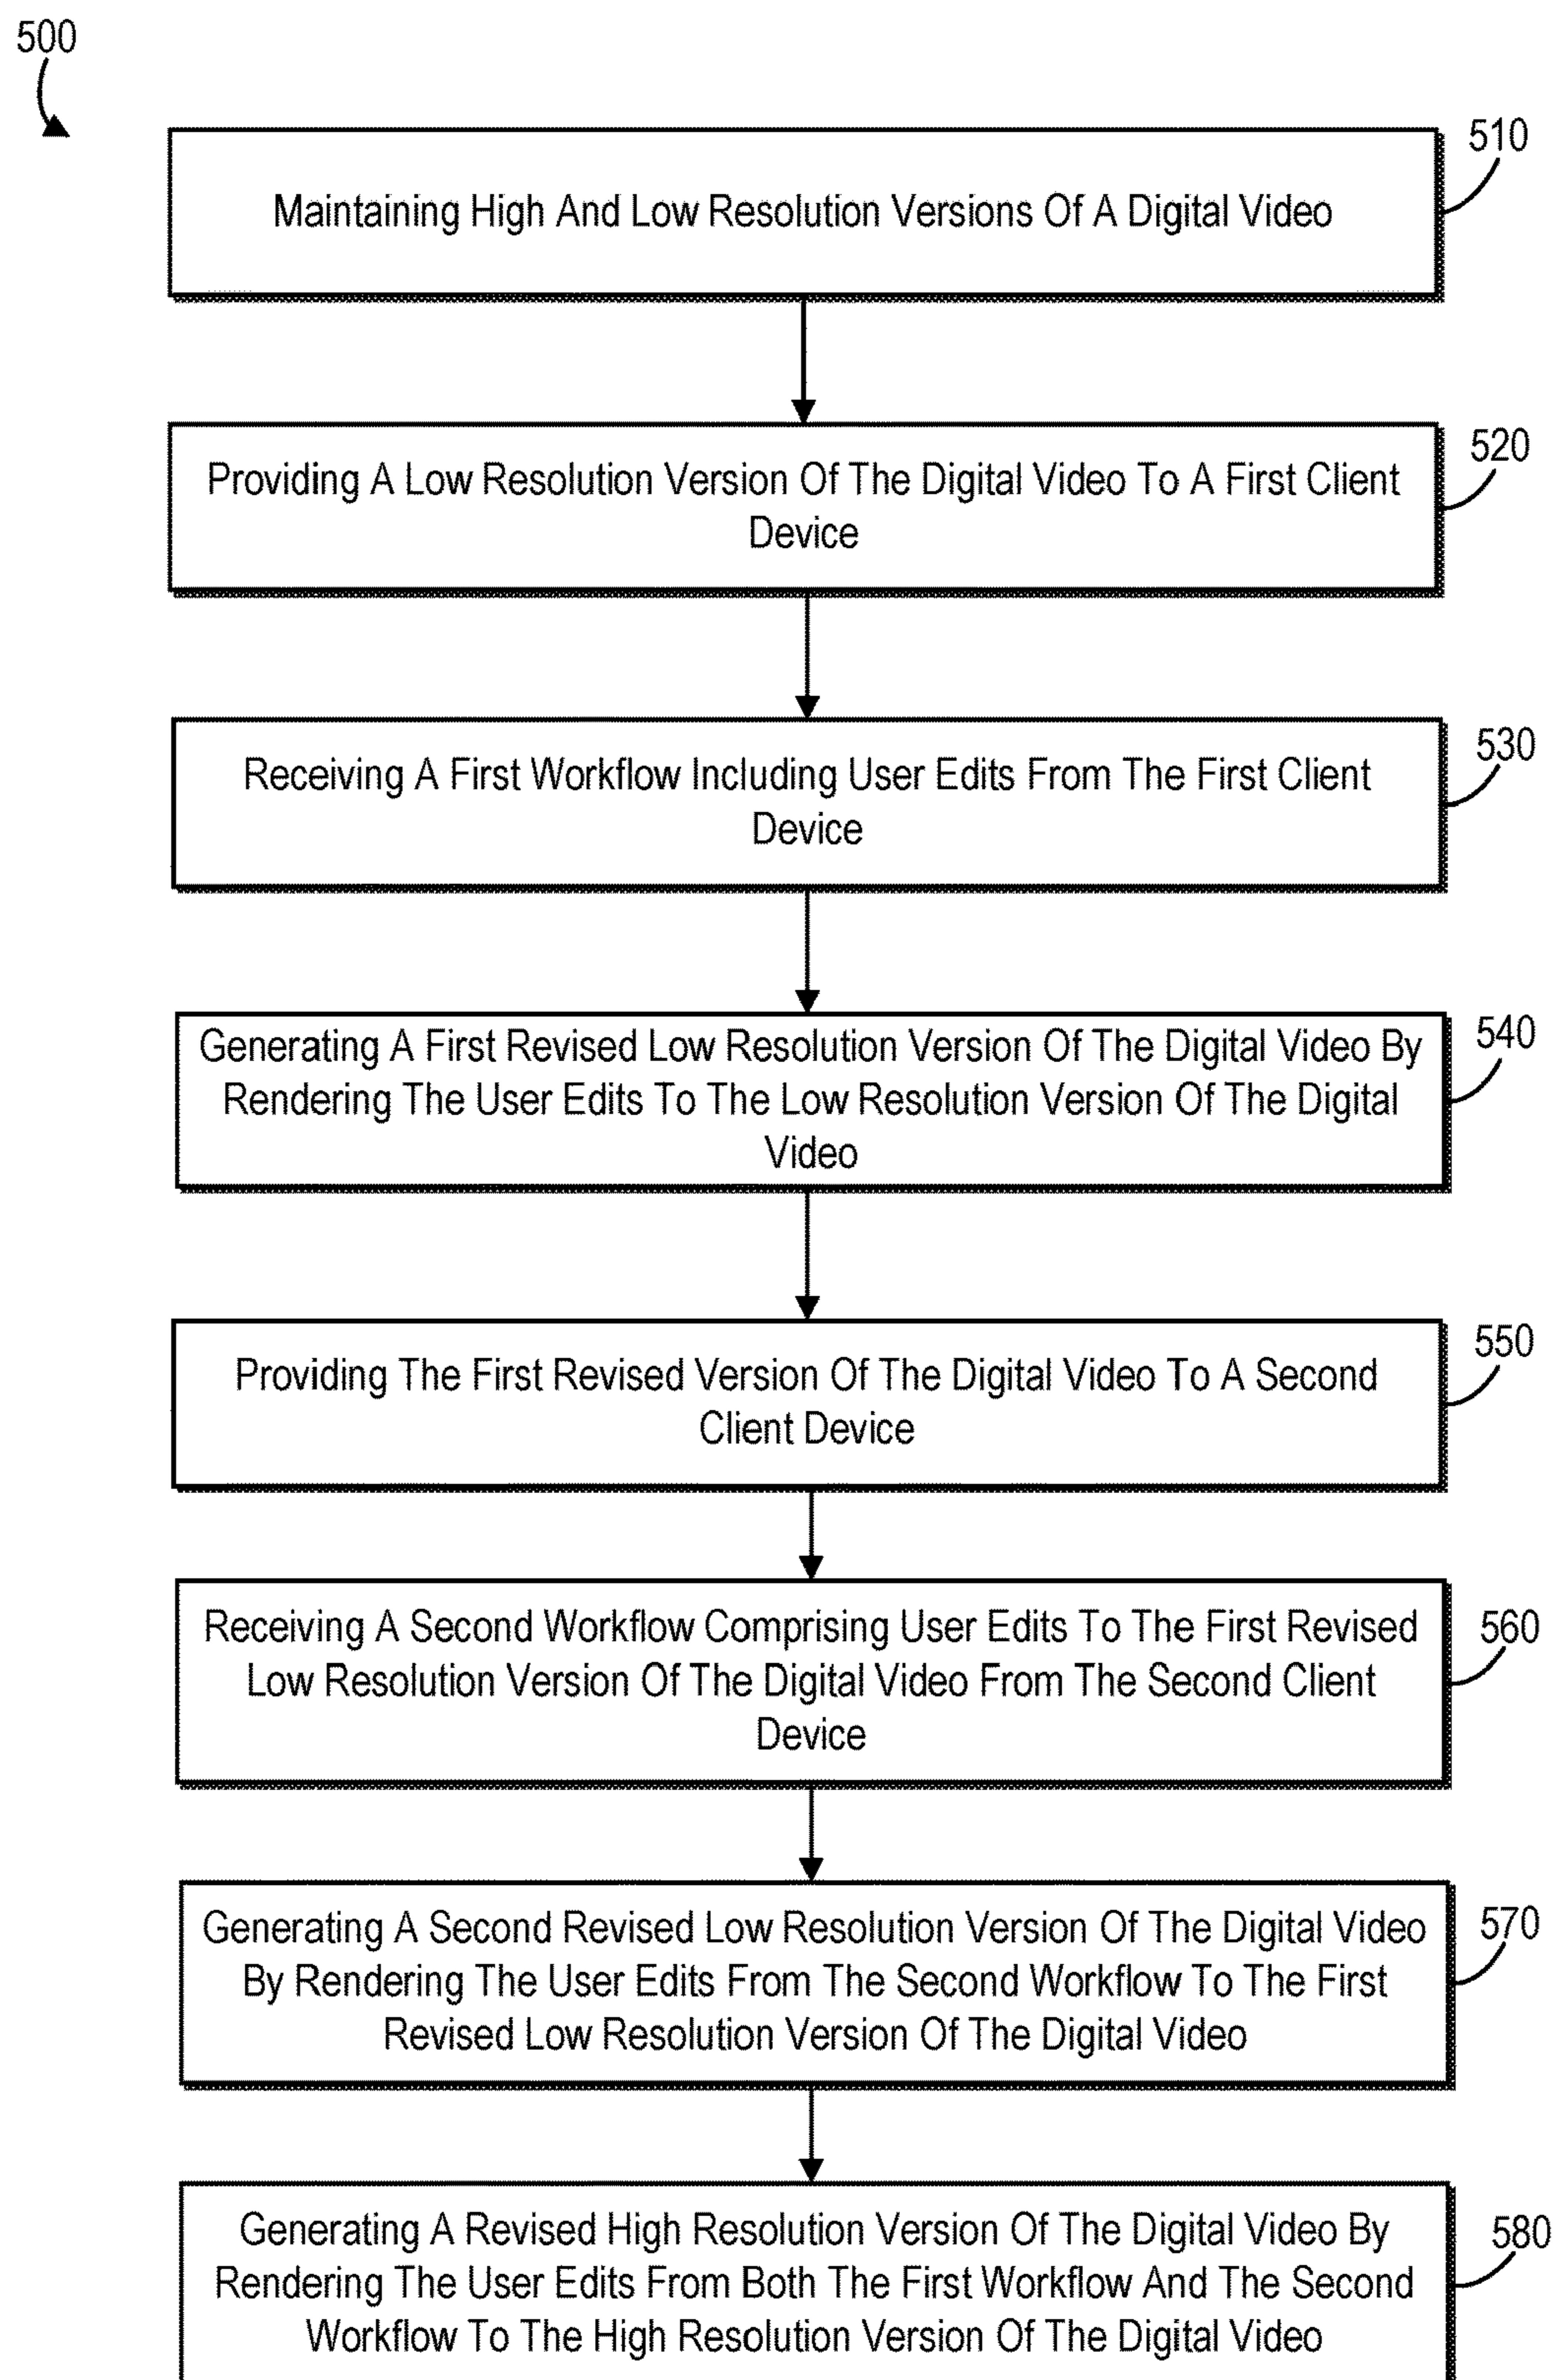 500
510
Maintaining High And Low Resolution Versions Of A Digital Video
520
Providing A Low Resolution Version Of The Digital Video To A First Client
Device
530
Receiving A First Workflow Including User Edits From The First Client
Device
540
Generating A First Revised Low Resolution Version Of The Digital Video By
Rendering The User Edits To The Low Resolution Version Of The Digital
Video
550
Providing The First Revised Version Of The Digital Video To A Second
Client Device
560
Receiving A Second Workflow Comprising User Edits To The First Revised
Low Resolution Version Of The Digital Video From The Second Client
Device
570
Generating A Second Revised Low Resolution Version Of The Digital Video
By Rendering The User Edits From The Second Workflow To The First
Revised Low Resolution Version Of The Digital Video
580
Generating A Revised High Resolution Version Of The Digital Video By
Rendering The User Edits From Both The First Workflow And The Second
Workflow To The High Resolution Version Of The Digital Video